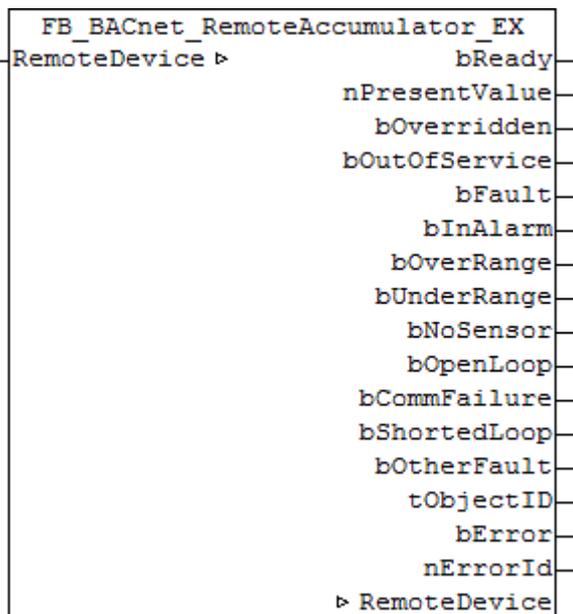 FB_BACnet_RemoteAccumulator_EX
RemoteDevice ▷ bReady
nPresentValue
bOverridden
bOutOfService
bFault
bInAlarm
bOverRange
bUnderRange
bNoSensor
bOpenLoop
bCommFailure
bShortedLoop
bOtherFault
tObjectID
bError
nErrorId
▷ RemoteDevice